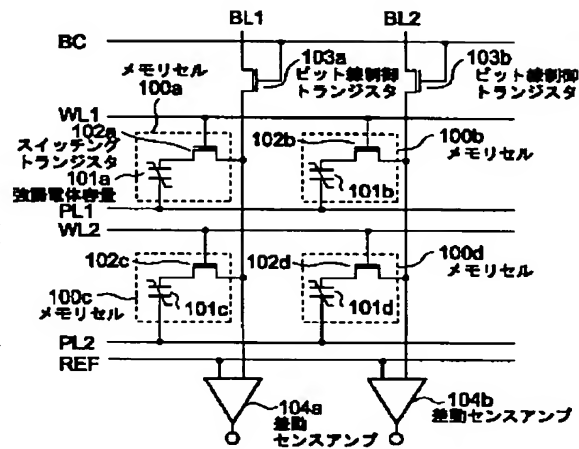 BL1
BL2
BC
103a
ビット線制御
トランジスタ
103b
ビット線制御
トランジスタ
メモリセル
100a
WL1
102a
スイッチング
トランジスタ
101a
強誘電体容量
102b
100b
メモリセル
101b
PL1
WL2
102c
102d
100d
メモリセル
100c
メモリセル
101c
101d
PL2
REF
104a
差動
センスアンプ
104b
差動センスアンプ